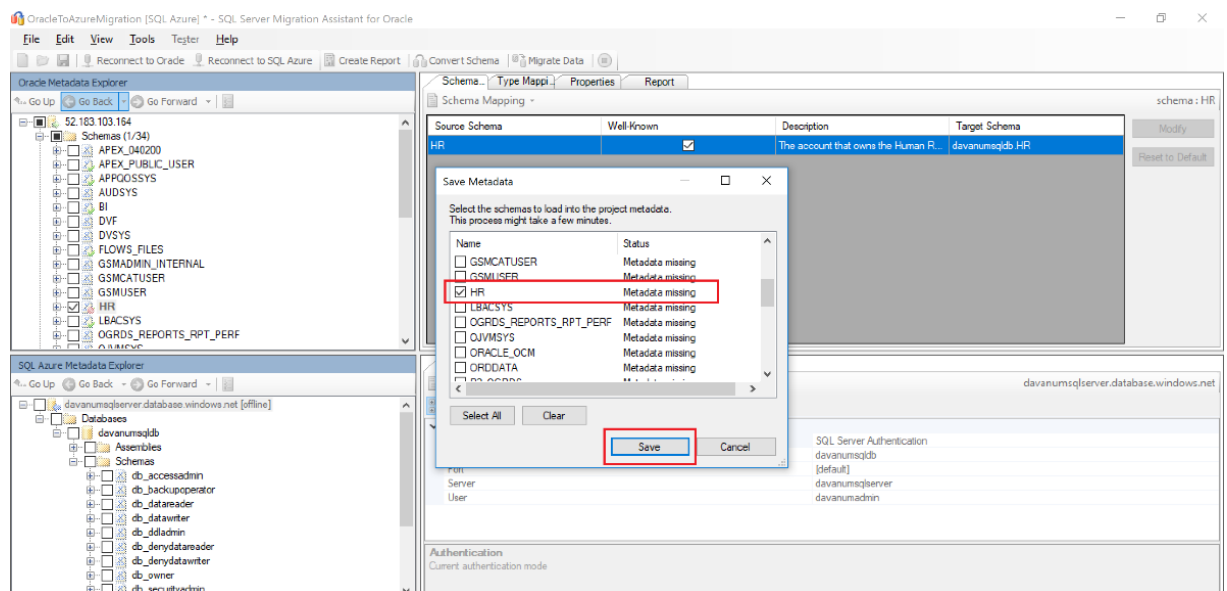 OracleToAzureMigration [SQL Azure] * - SQL Server Migration Assistant for Oracle
File Edit View Tools Tester Help
Reconnect to Oracle Reconnect to SQL Azure Create Report Convert Schema Migrate Data
Oracle Metadata Explorer
Go Up Go Back Go Forward
52.183.103.164
Schemas (1/34)
APEX_040200
APEX_PUBLIC_USER
APPQOSSYS
AUDSYS
BI
DVF
DVSYS
FLOWS_FILES
GSMADMIN_INTERNAL
GSMCATUSER
GSMUSER
HR
LBACSYS
OGRDS_REPORTS_RPT_PERF
OJVMSYS
Schema... Type Mappi... Properties Report
Schema Mapping schema : HR
Source Schema Well-Known Description Target Schema
HR The account that owns the Human R... davanumsqldb.HR
Modify
Reset to Default
Save Metadata
Select the schemas to load into the project metadata.
This process might take a few minutes.
Name Status
GSMCATUSER Metadata missing
GSMUSER Metadata missing
HR Metadata missing
LBACSYS Metadata missing
OGRDS_REPORTS_RPT_PERF Metadata missing
OJVMSYS Metadata missing
ORACLE_OCM Metadata missing
ORDDATA Metadata missing
Select All Clear
Save Cancel
SQL Azure Metadata Explorer
Go Up Go Back Go Forward
davanumsqlserver.database.windows.net [offline]
Databases
davanumsqldb
Assemblies
Schemas
db_accessadmin
db_backupoperator
db_datareader
db_datawriter
db_ddladmin
db_denydatareader
db_denydatawriter
db_owner
db_securityadmin
davanumsqlserver.database.windows.net
SQL Server Authentication
davanumsqldb
Port [default]
Server davanumsqlserver
User davanumadmin
Authentication
Current authentication mode